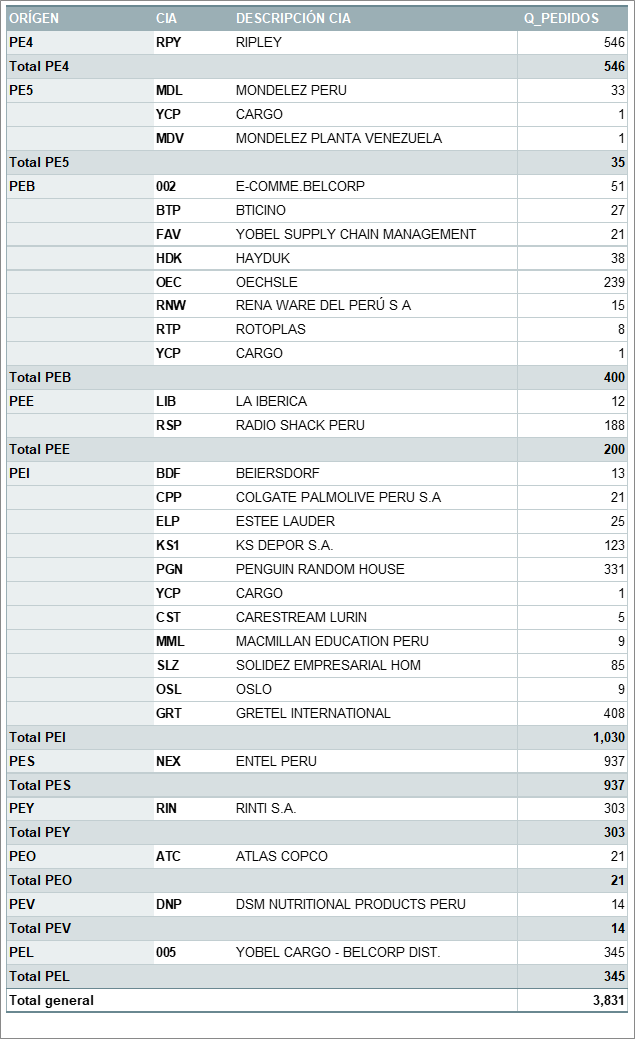 ORÍGEN CIA DESCRIPCIÓN CIA Q_PEDIDOS
PE4 RPY RIPLEY 546
Total PE4 546
PE5 MDL MONDELEZ PERU 33
YCP CARGO 1
MDV MONDELEZ PLANTA VENEZUELA 1
Total PE5 35
PEB 002 E-COMME.BELCORP 51
BTP BTICINO 27
FAV YOBEL SUPPLY CHAIN MANAGEMENT 21
HDK HAYDUK 38
OEC OECHSLE 239
RNW RENA WARE DEL PERÚ S A 15
RTP ROTOPLAS 8
YCP CARGO 1
Total PEB 400
PEE LIB LA IBERICA 12
RSP RADIO SHACK PERU 188
Total PEE 200
PEI BDF BEIERSDORF 13
CPP COLGATE PALMOLIVE PERU S.A 21
ELP ESTEE LAUDER 25
KS1 KS DEPOR S.A. 123
PGN PENGUIN RANDOM HOUSE 331
YCP CARGO 1
CST CARESTREAM LURIN 5
MML MACMILLAN EDUCATION PERU 9
SLZ SOLIDEZ EMPRESARIAL HOM 85
OSL OSLO 9
GRT GRETEL INTERNATIONAL 408
Total PEI 1,030
PES NEX ENTEL PERU 937
Total PES 937
PEY RIN RINTI S.A. 303
Total PEY 303
PEO ATC ATLAS COPCO 21
Total PEO 21
PEV DNP DSM NUTRITIONAL PRODUCTS PERU 14
Total PEV 14
PEL 005 YOBEL CARGO - BELCORP DIST. 345
Total PEL 345
Total general 3,831